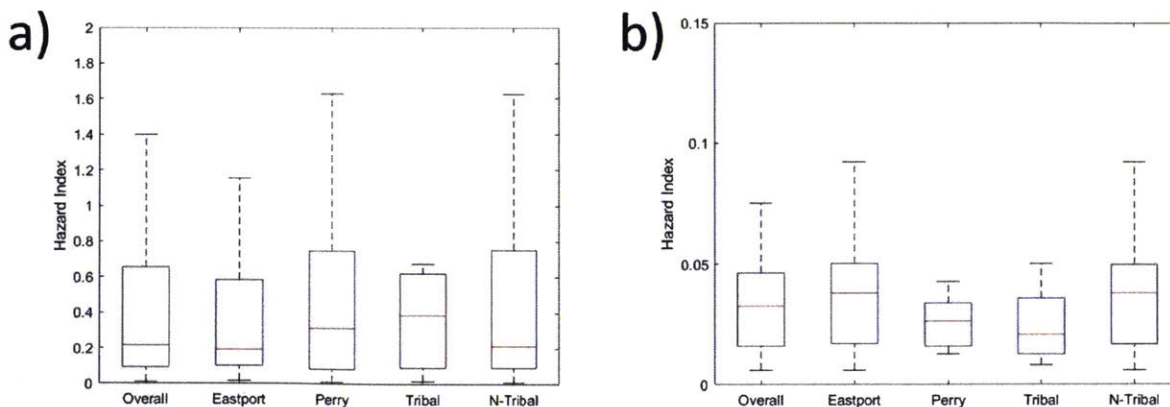 a)
2
1.8
1.6
1.4
1.2
1
0.8
0.6
0.4
0.2
0
Hazard Index
Overall Eastport Perry Tribal N-Tribal
b)
0.15
0.1
0.05
0
Hazard Index
Overall Eastport Perry Tribal N-Tribal